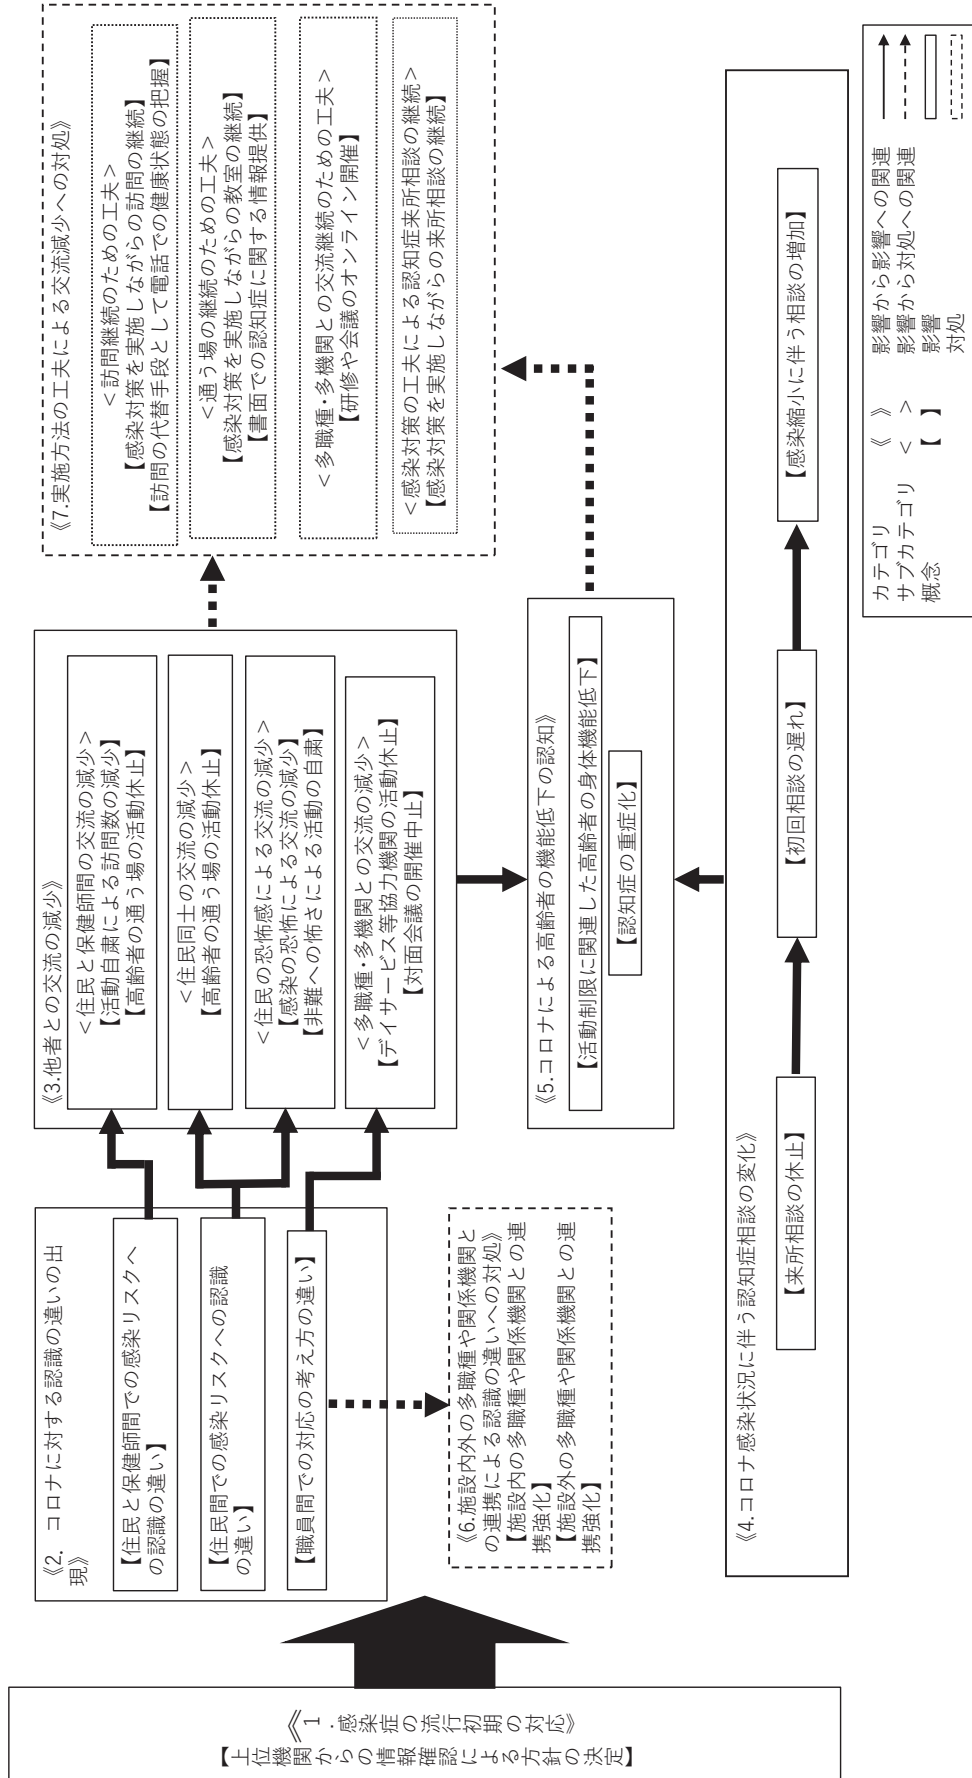 《1.感染症の流行初期の対応》
【上位機関からの情報確認による方針の決定】
《2. コロナに対する認識の違いの出
現》
【住民と保健師間での感染リスクへ
の認識の違い】
【住民間での感染リスクへの認識
の違い】
【職員間での対応の考え方の違い】
《3.他者との交流の減少》
＜住民と保健師間の交流の減少＞
【活動自粛による訪問数の減少】
【高齢者の通う場の活動休止】
＜住民同士の交流の減少＞
【高齢者の通う場の活動休止】
＜住民の恐怖感による交流の減少＞
【感染の恐怖による交流の減少】
【非難への怖さによる活動の自粛】
＜多職種・多機関との交流の減少＞
【デイサービス等協力機関の活動休止】
【対面会議の開催中止】
《7.実施方法の工夫による交流減少への対処》
＜訪問継続のための工夫＞
【感染対策を実施しながらの訪問の継続】
【訪問の代替手段として電話での健康状態の把握】
＜通う場の継続のための工夫＞
【感染対策を実施しながらの教室の継続】
【書面での認知症に関する情報提供】
＜多職種・多機関との交流継続のための工夫＞
【研修や会議のオンライン開催】
＜感染対策の工夫による認知症来所相談の継続＞
【感染対策を実施しながらの来所相談の継続】
《6.施設内外の多職種や関係機関と
の連携による認識の違いへの対処》
【施設内の多職種や関係機関との連
携強化】
【施設外の多職種や関係機関との連
携強化】
《5.コロナによる高齢者の機能低下の認知》
【活動制限に関連した高齢者の身体機能低下】
【認知症の重症化】
《4.コロナ感染状況に伴う認知症相談の変化》
【来所相談の休止】
【初回相談の遅れ】
【感染縮小に伴う相談の増加】
カテゴリ 《 》
サブカテゴリ ＜ ＞
概念 【 】
影響から影響への関連
影響から対処への関連
影響
対処